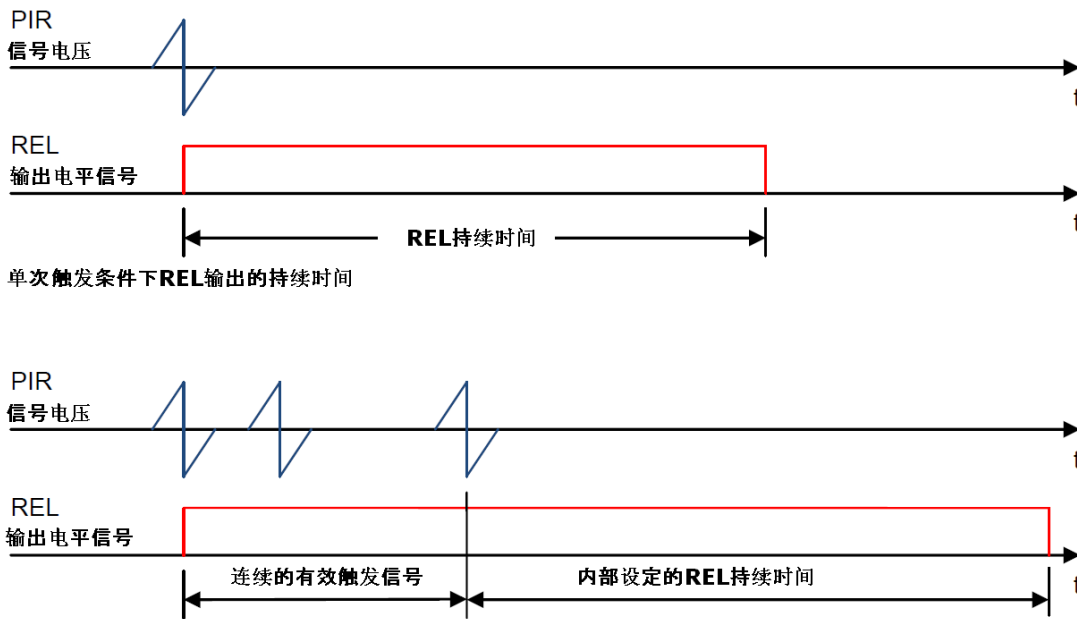 PIR
信号电压
t
REL
输出电平信号
t
REL持续时间
单次触发条件下REL输出的持续时间
PIR
信号电压
t
REL
输出电平信号
t
连续的有效触发信号
内部设定的REL持续时间